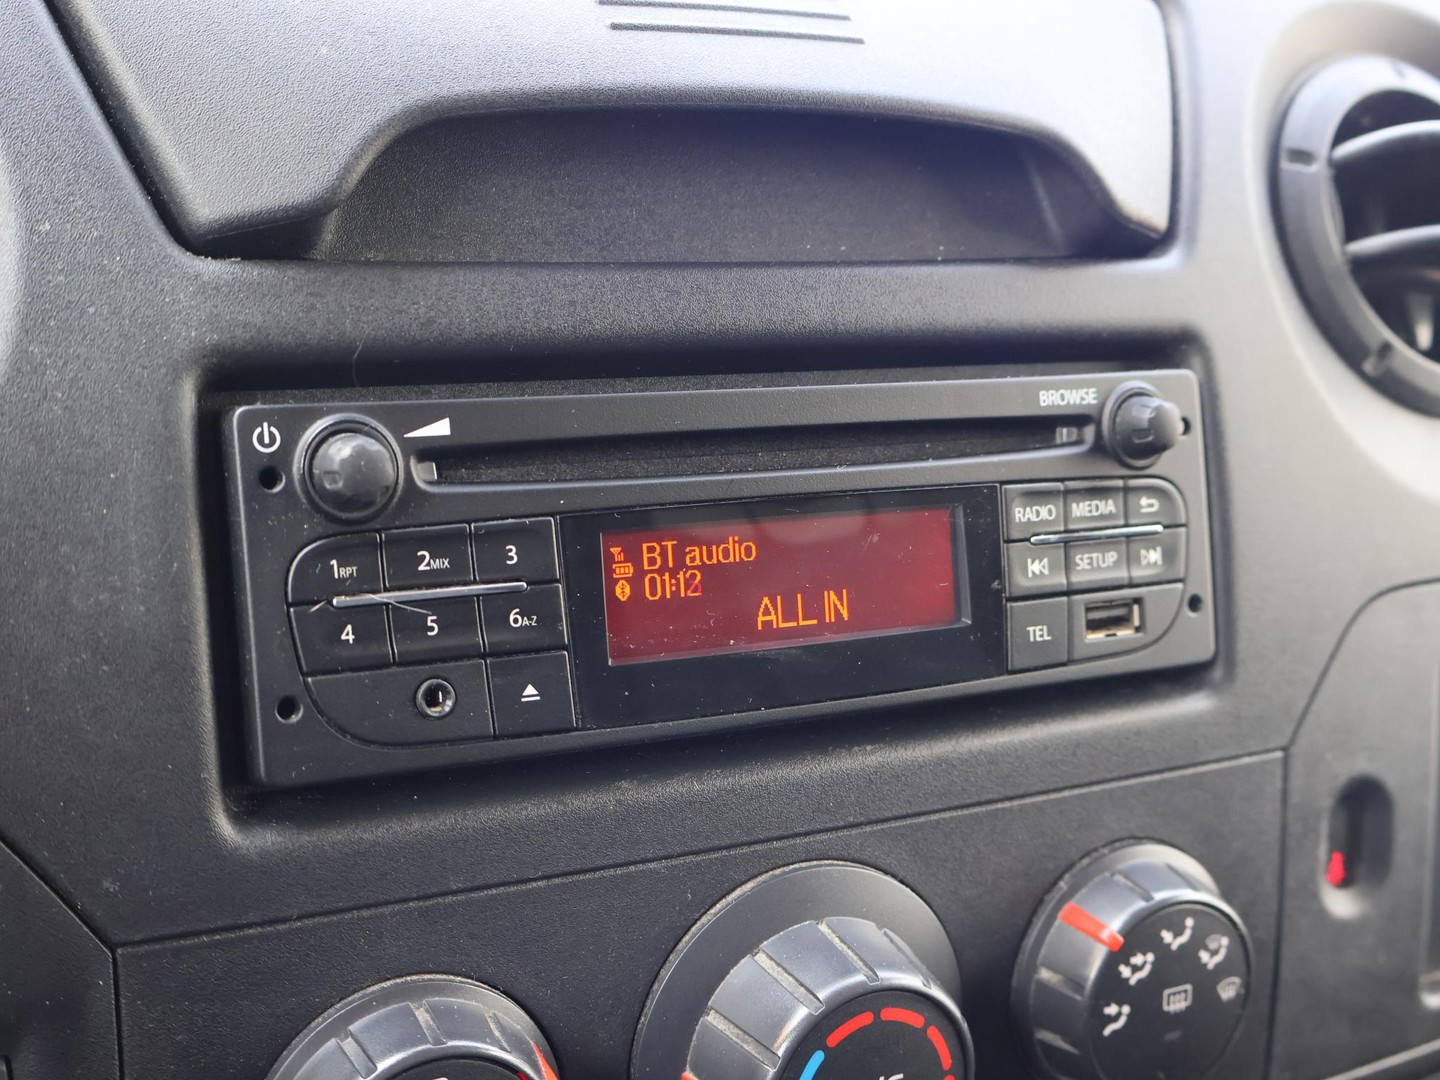 BROWSE
RADIO MEDIA
1RPT 2MIX 3
BT audio
01:12
ALL IN
SETUP
4 5 6A-Z
TEL